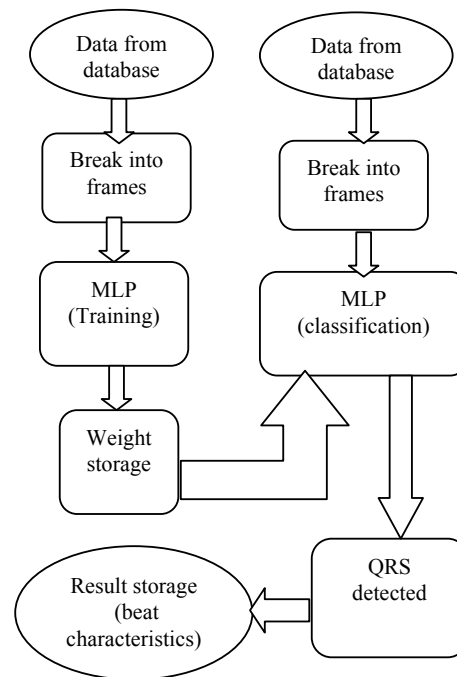 Data from
database
Break into
frames
MLP
(Training)
Weight
storage
Data from
database
Break into
frames
MLP
(classification)
QRS
detected
Result storage
(beat
characteristics)